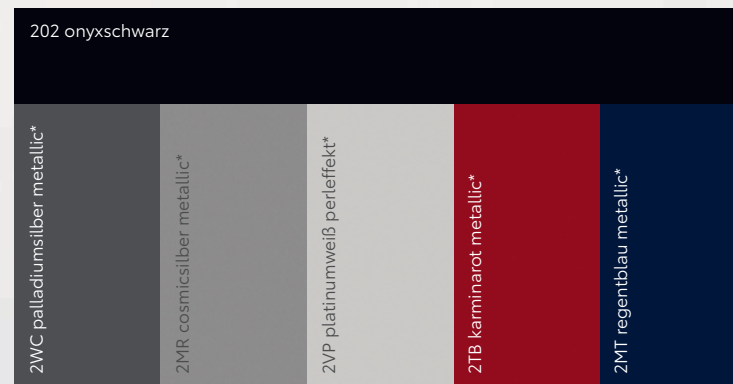 202 onyxschwarz
2WC palladiumsilber metallic*
2MR cosmicsilber metallic*
2VP platinumweiß perleffekt*
2TB karminarot metallic*
2MT regentblau metallic*